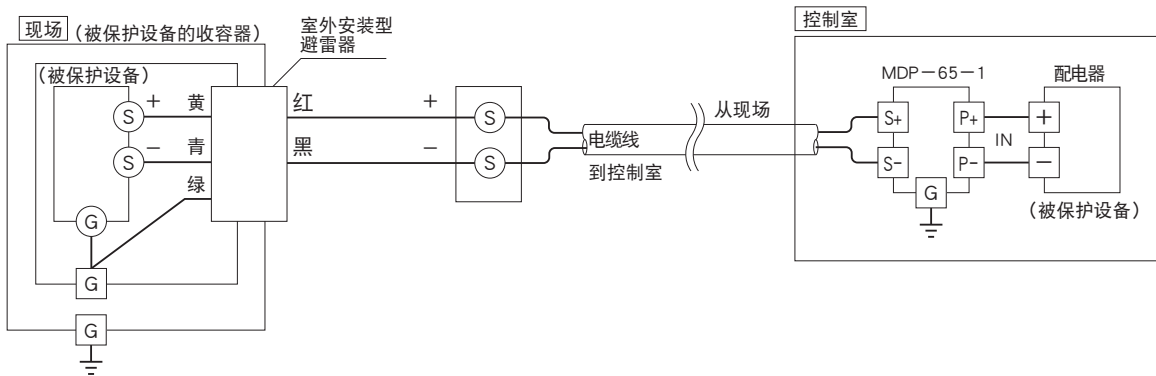 现场 (被保护设备的收容器)
室外安装型
避雷器
控制室
(被保护设备)
MDP-65-1
配电器
+ 黄
红 +
S
S
从现场
S+
P+
+
IN
- 青
黑 -
S
S
电缆线
S-
P-
-
到控制室
绿
G
G
(被保护设备)
G
G